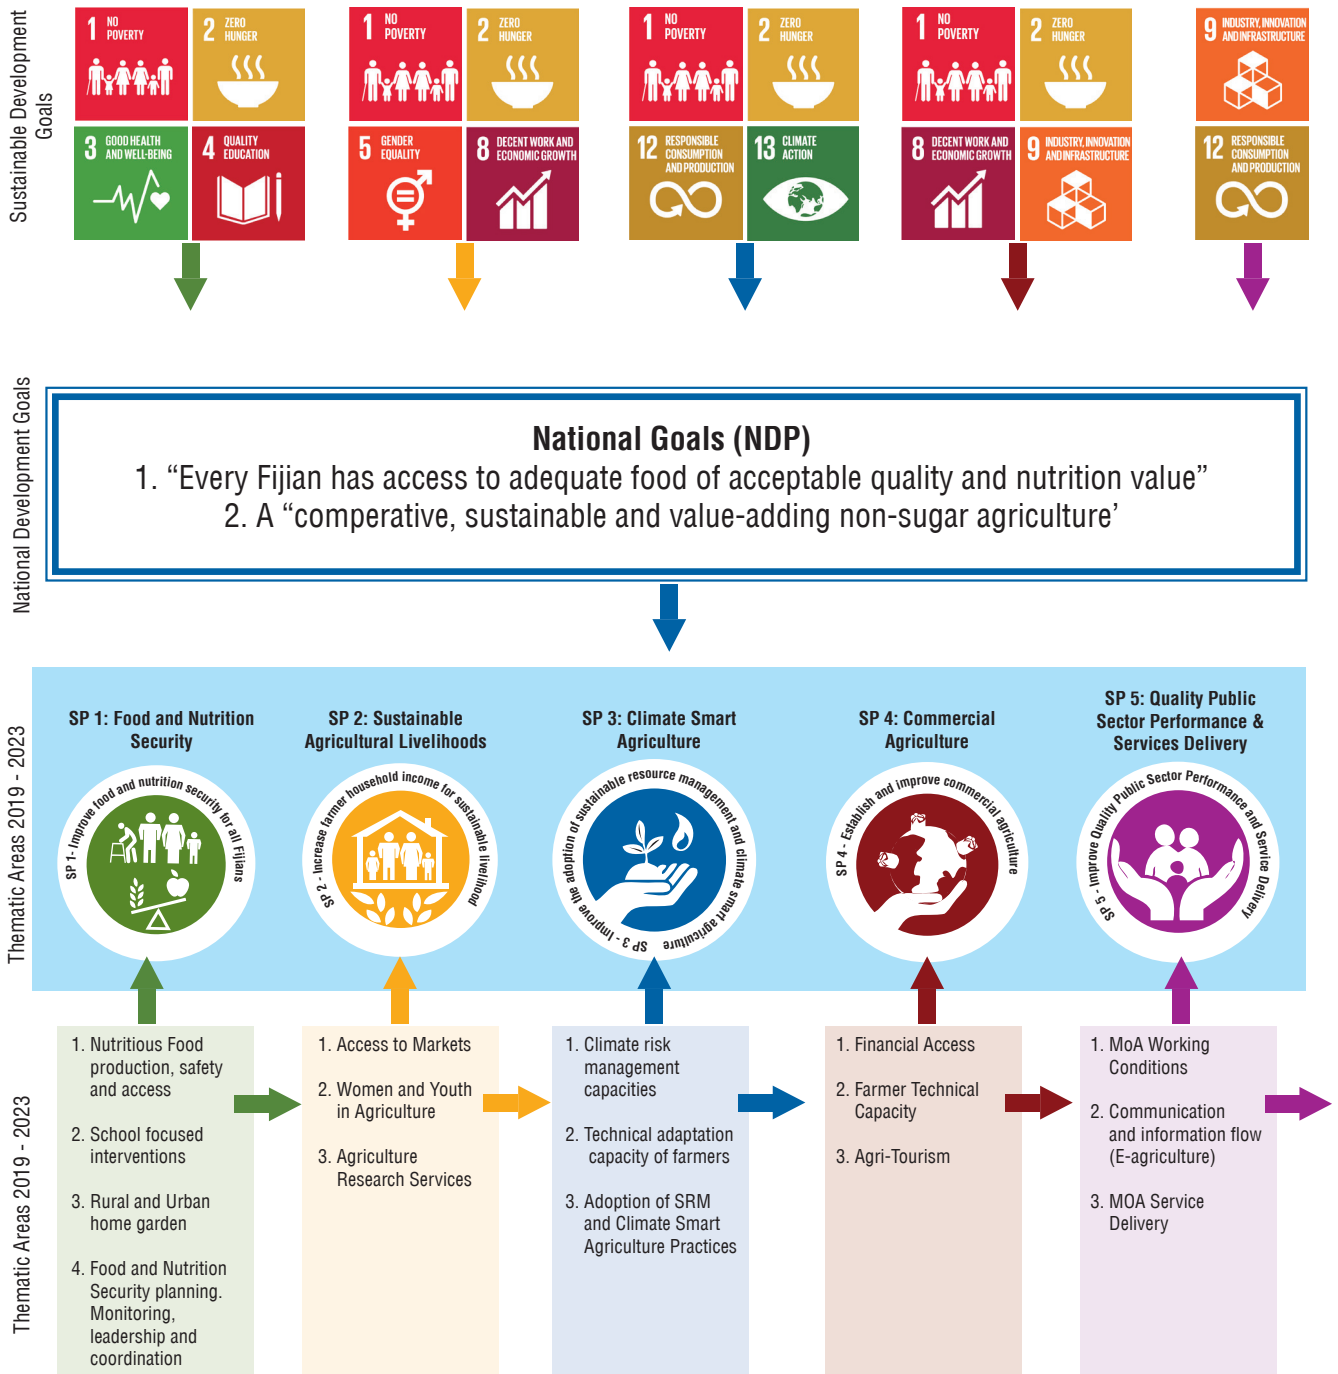 Sustainable Development
Goals
1 NO
POVERTY
2 ZERO
HUNGER
3 GOOD HEALTH
AND WELL-BEING
4 QUALITY
EDUCATION
1 NO
POVERTY
2 ZERO
HUNGER
5 GENDER
EQUALITY
8 DECENT WORK AND
ECONOMIC GROWTH
1 NO
POVERTY
2 ZERO
HUNGER
12 RESPONSIBLE
CONSUMPTION
AND PRODUCTION
13 CLIMATE
ACTION
1 NO
POVERTY
2 ZERO
HUNGER
8 DECENT WORK AND
ECONOMIC GROWTH
9 INDUSTRY, INNOVATION
AND INFRASTRUCTURE
9 INDUSTRY, INNOVATION
AND INFRASTRUCTURE
12 RESPONSIBLE
CONSUMPTION
AND PRODUCTION
National Development Goals
National Goals (NDP)
1. “Every Fijian has access to adequate food of acceptable quality and nutrition value”
2. A “comperative, sustainable and value-adding non-sugar agriculture’
Thematic Areas 2019 - 2023
SP 1: Food and Nutrition
Security
SP 1- Improve food and nutrition security for all Fijians
SP 2: Sustainable
Agricultural Livelihoods
SP 2 - Increase farmer household income for sustainable livelihood
SP 3: Climate Smart
Agriculture
SP 3 - Improve the adoption of sustainable resource management and climate smart agriculture
SP 4: Commercial
Agriculture
SP 4 - Establish and improve commercial agriculture
SP 5: Quality Public
Sector Performance &
Services Delivery
SP 5 - Improve Quality Public Sector Performance and Service Delivery
Thematic Areas 2019 - 2023
1. Nutritious Food
production, safety
and access
2. School focused
interventions
3. Rural and Urban
home garden
4. Food and Nutrition
Security planning.
Monitoring,
leadership and
coordination
1. Access to Markets
2. Women and Youth
in Agriculture
3. Agriculture
Research Services
1. Climate risk
management
capacities
2. Technical adaptation
capacity of farmers
3. Adoption of SRM
and Climate Smart
Agriculture Practices
1. Financial Access
2. Farmer Technical
Capacity
3. Agri-Tourism
1. MoA Working
Conditions
2. Communication
and information flow
(E-agriculture)
3. MOA Service
Delivery